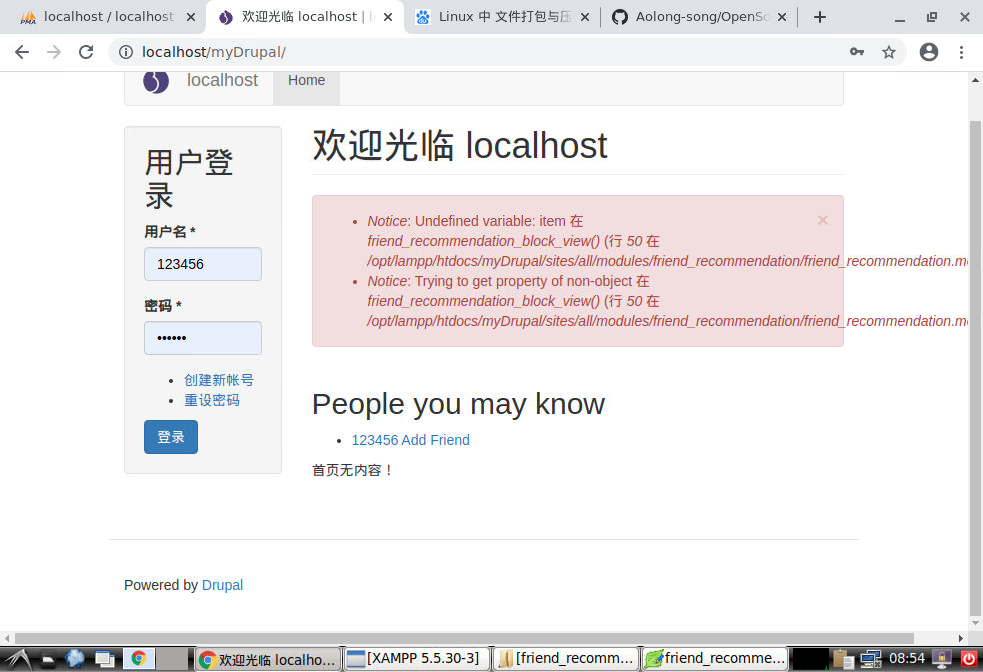 localhost / localhost
欢迎光临 localhost | l
Linux 中 文件打包与压
Aolong-song/OpenSc
localhost/myDrupal/
localhost
Home
用户登
录
用户名 *
123456
密码 *
••••••
创建新帐号
重设密码
登录
欢迎光临 localhost
Notice: Undefined variable: item 在
friend_recommendation_block_view() (行 50 在
/opt/lampp/htdocs/myDrupal/sites/all/modules/friend_recommendation/friend_recommendation.mo
×
Notice: Trying to get property of non-object 在
friend_recommendation_block_view() (行 50 在
/opt/lampp/htdocs/myDrupal/sites/all/modules/friend_recommendation/friend_recommendation.mo
People you may know
123456 Add Friend
首页无内容！
Powered by Drupal
欢迎光临 localho...
[XAMPP 5.5.30-3]
[friend_recomm...
friend_recomme...
08:54